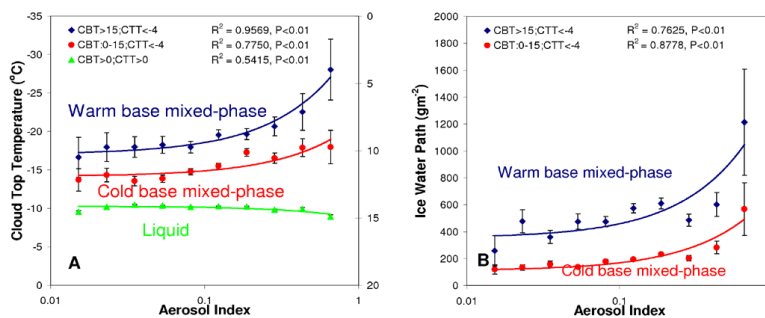 CBT>15;CTT<-4 R² = 0.9569, P<0.01
CBT:0-15;CTT<-4 R² = 0.7750, P<0.01
CBT>0;CTT>0 R² = 0.5415, P<0.01
-35
-30
-25
-20
-15
-10
-5
0
Cloud Top Temperature (°C)
0
5
10
15
20
Warm base mixed-phase
Cold base mixed-phase
Liquid
A
0.01
0.1
1
Aerosol Index
CBT>15;CTT<-4 R² = 0.7625, P<0.01
CBT:0-15;CTT<-4 R² = 0.8778, P<0.01
2000
1800
1600
1400
1200
1000
800
600
400
200
0
Ice Water Path (gm⁻²)
Warm base mixed-phase
B
Cold base mixed-phase
0.01
0.1
Aerosol Index